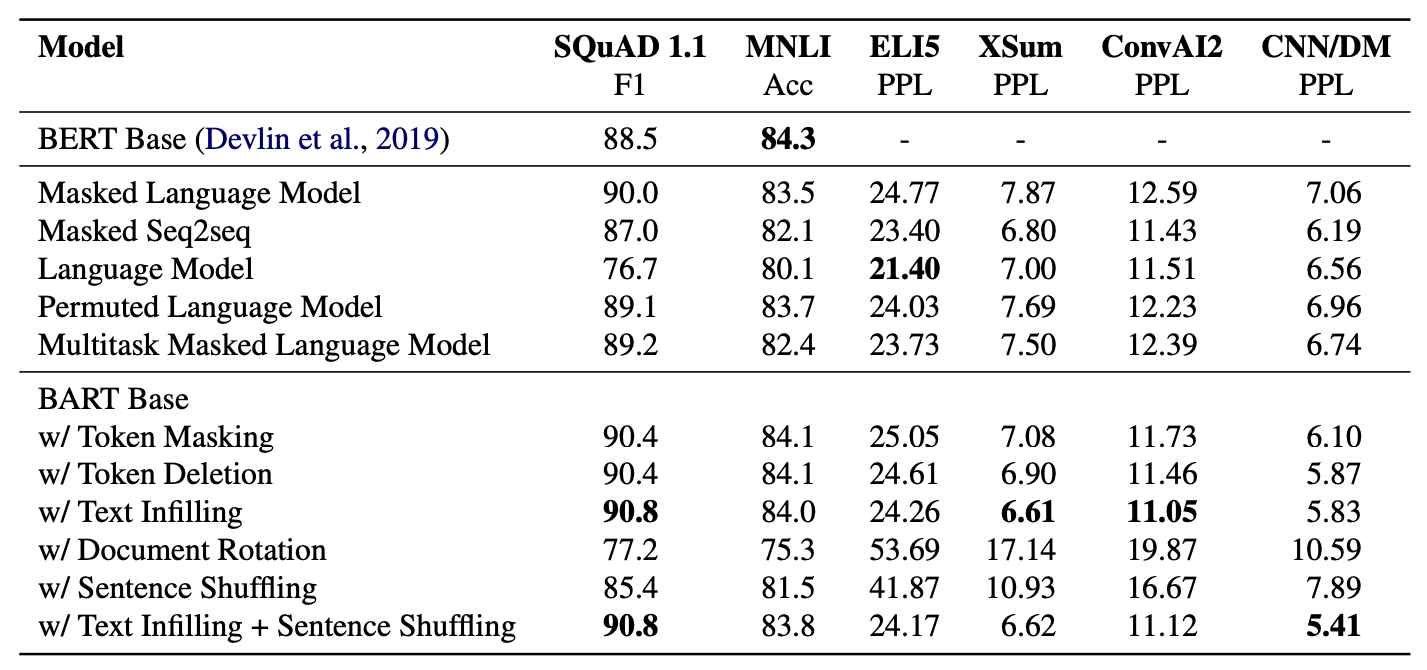 Model SQuAD 1.1 MNLI ELI5 XSum ConvAI2 CNN/DM
F1 Acc PPL PPL PPL PPL
BERT Base (Devlin et al., 2019) 88.5 84.3 - - - -
Masked Language Model 90.0 83.5 24.77 7.87 12.59 7.06
Masked Seq2seq 87.0 82.1 23.40 6.80 11.43 6.19
Language Model 76.7 80.1 21.40 7.00 11.51 6.56
Permuted Language Model 89.1 83.7 24.03 7.69 12.23 6.96
Multitask Masked Language Model 89.2 82.4 23.73 7.50 12.39 6.74
BART Base
w/ Token Masking 90.4 84.1 25.05 7.08 11.73 6.10
w/ Token Deletion 90.4 84.1 24.61 6.90 11.46 5.87
w/ Text Infilling 90.8 84.0 24.26 6.61 11.05 5.83
w/ Document Rotation 77.2 75.3 53.69 17.14 19.87 10.59
w/ Sentence Shuffling 85.4 81.5 41.87 10.93 16.67 7.89
w/ Text Infilling + Sentence Shuffling 90.8 83.8 24.17 6.62 11.12 5.41